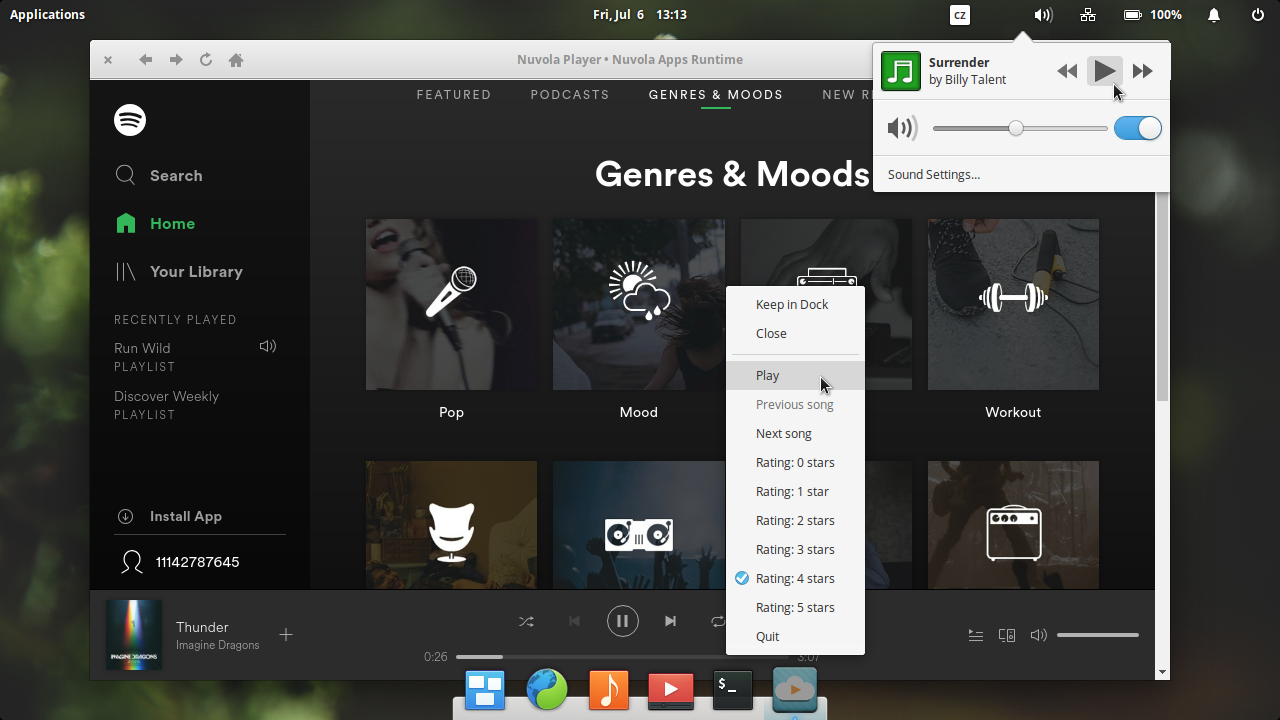 Applications
Fri, Jul 6 13:13
cz
100%
Nuvola Player • Nuvola Apps Runtime
Surrender
by Billy Talent
Sound Settings...
FEATURED PODCASTS GENRES & MOODS NEW RE
Search
Home
Your Library
RECENTLY PLAYED
Run Wild
PLAYLIST
Discover Weekly
PLAYLIST
Install App
11142787645
Genres & Moods
Pop
Mood
Workout
Keep in Dock
Close
Play
Previous song
Next song
Rating: 0 stars
Rating: 1 star
Rating: 2 stars
Rating: 3 stars
Rating: 4 stars
Rating: 5 stars
Quit
IMAGINE DRAGONS
Thunder
Imagine Dragons
0:26
3:07
>_